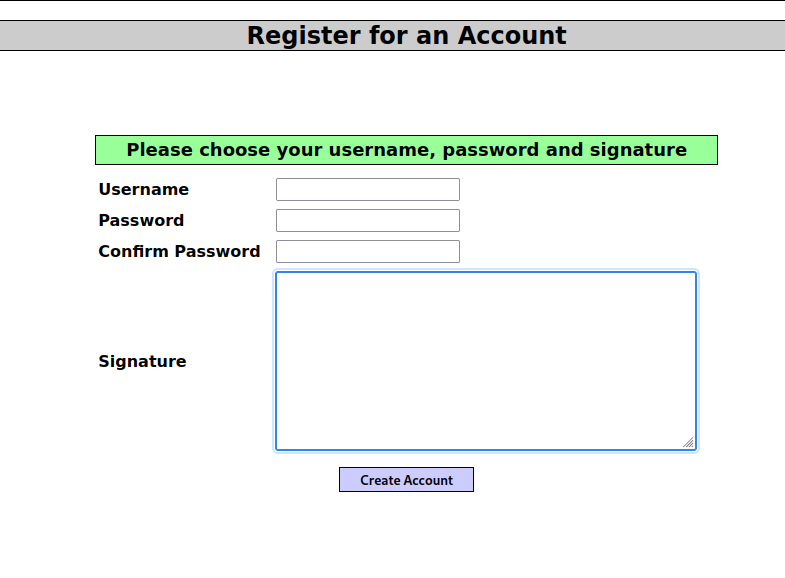 Register for an Account
Please choose your username, password and signature
Username
Password
Confirm Password
Signature
Create Account